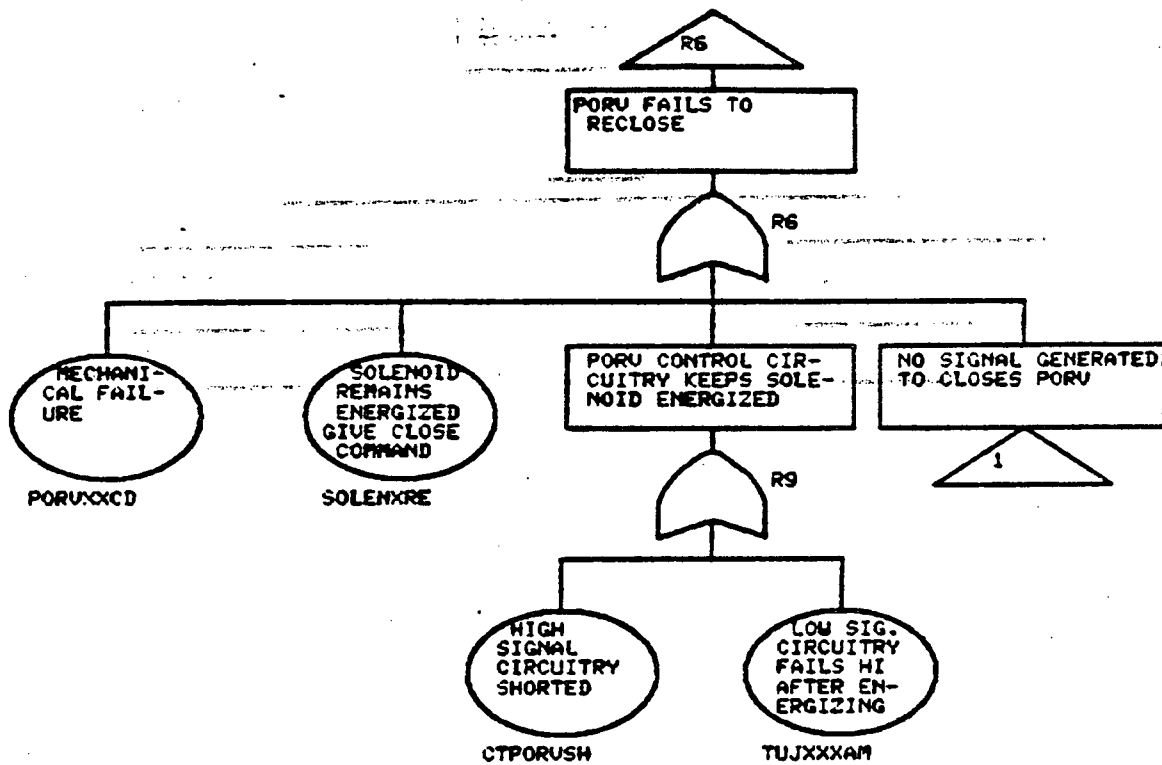 R6
PORV FAILS TO
RECLOSE
R6
MECHANI-
CAL FAIL-
URE
PORVXXCD
SOLENOID
REMAINS
ENERGIZED
GIVE CLOSE
COMMAND
SOLENXRE
PORV CONTROL CIR-
CUITRY KEEPS SOLE-
NOID ENERGIZED
R9
NO SIGNAL GENERATED
TO CLOSES PORV
1
HIGH
SIGNAL
CIRCUITRY
SHORTED
CTPORVSH
LOW SIG.
CIRCUITRY
FAILS HI
AFTER EN-
ERGIZING
TUJXXXAM